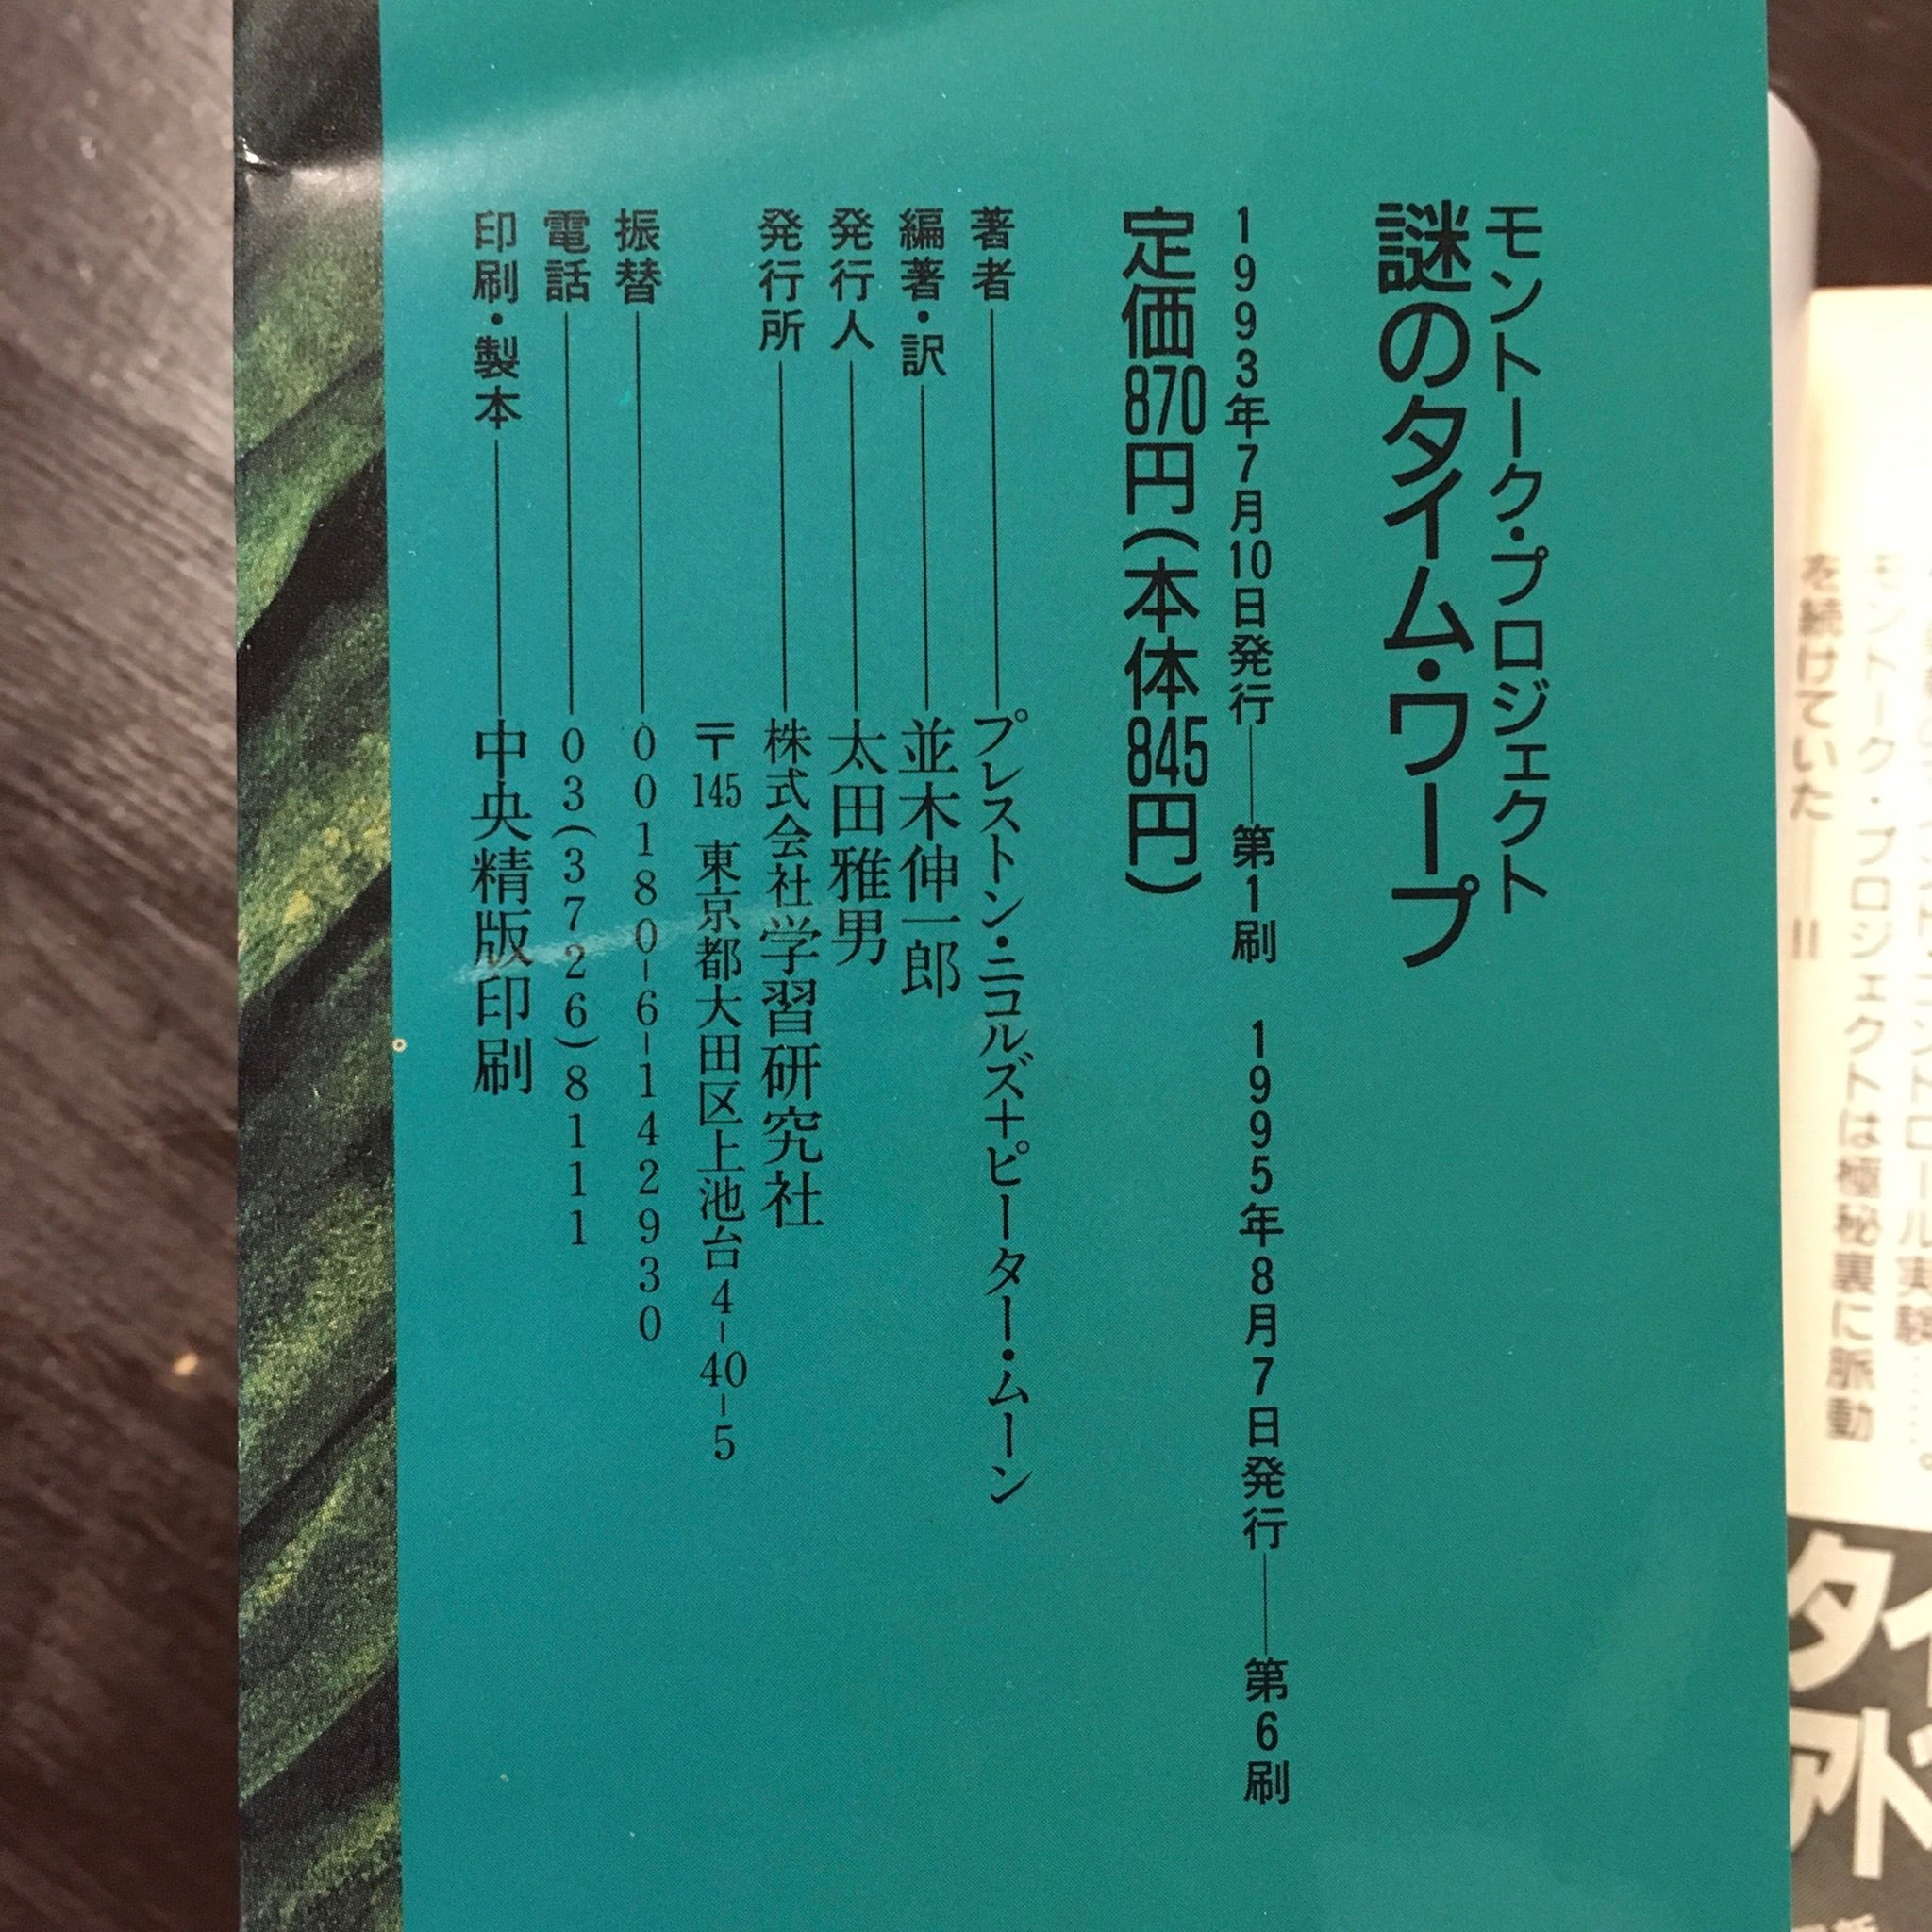 モントーク・プロジェクト
謎のタイム・ワープ
1993年7月10日発行――第1刷　1995年8月7日発行――第6刷
定価870円(本体845円)
著者――プレストン・ニコルズ+ピーター・ムーン
編著・訳――並木伸一郎
発行人――太田雅男
発行所――株式会社学習研究社
〒145 東京都大田区上池台4-40-5
振替――00180-6-142930
電話――03(3726)8111
印刷・製本――中央精版印刷
モントーク・プロジェクトは極秘裏に脈動
を続けていた――!!